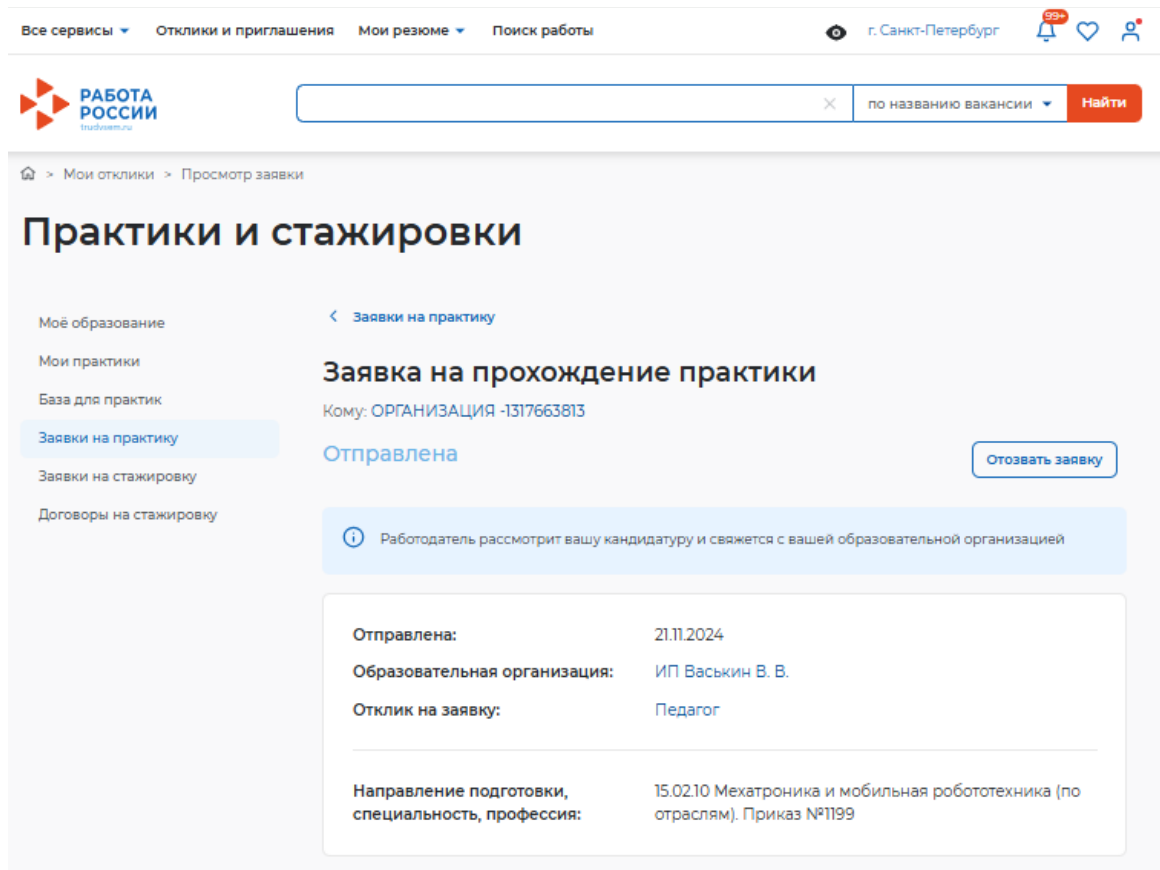 Все сервисы Отклики и приглашения Мои резюме Поиск работы г. Санкт-Петербург 99+
РАБОТА
РОССИИ
trudvsem.ru
по названию вакансии Найти
> Мои отклики > Просмотр заявки
Практики и стажировки
Моё образование
Мои практики
База для практик
Заявки на практику
Заявки на стажировку
Договоры на стажировку
Заявки на практику
Заявка на прохождение практики
Кому: ОРГАНИЗАЦИЯ -1317663813
Отправлена
Отозвать заявку
Работодатель рассмотрит вашу кандидатуру и свяжется с вашей образовательной организацией
Отправлена: 21.11.2024
Образовательная организация: ИП Васькин В. В.
Отклик на заявку: Педагог
Направление подготовки, 15.02.10 Мехатроника и мобильная робототехника (по
специальность, профессия: отраслям). Приказ №1199